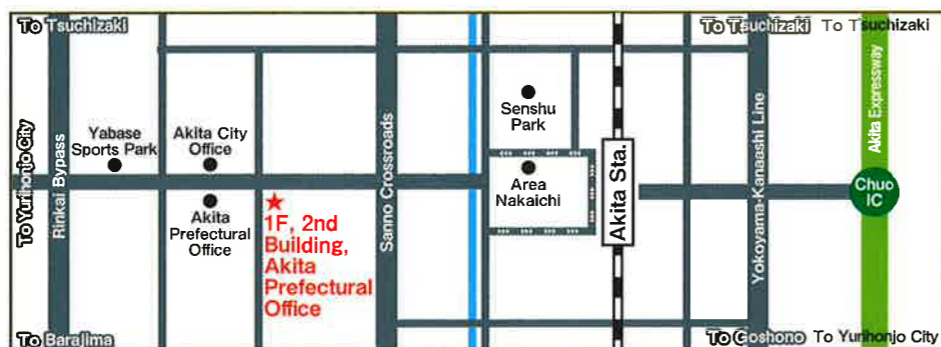 To Tsuchizaki
To Tsuchizaki
To Tsuchizaki
To Yurihonjo City
Rinkai Bypass
Yabase
Sports Park
Akita City
Office
Akita
Prefectural
Office
1F, 2nd
Building,
Akita
Prefectural
Office
Sanno Crossroads
Senshu
Park
Area
Nakaichi
Akita Sta.
Yokoyama-Kanaashi Line
Akita Expressway
Chuo
IC
To Barajima
To Goshono
To Yurihonjo City